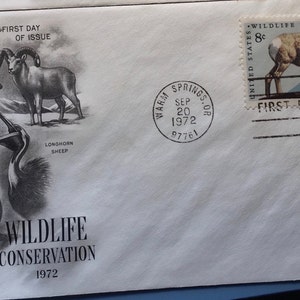 FIRST DAY
OF ISSUE
LONGHORN
SHEEP
WILDLIFE
CONSERVATION
1972
WARM SPRINGS, OR
SEP
20
1972
97761
WILDLIFE
8c
UNITED STATES
FIRST